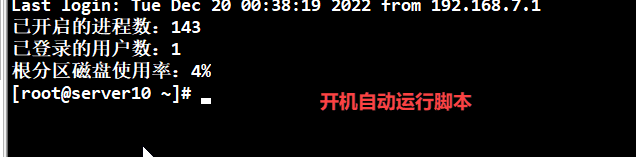 Last login: Tue Dec 20 00:38:19 2022 from 192.168.7.1
已开启的进程数：143
已登录的用户数：1
根分区磁盘使用率：4%
[root@server10 ~]#
开机自动运行脚本